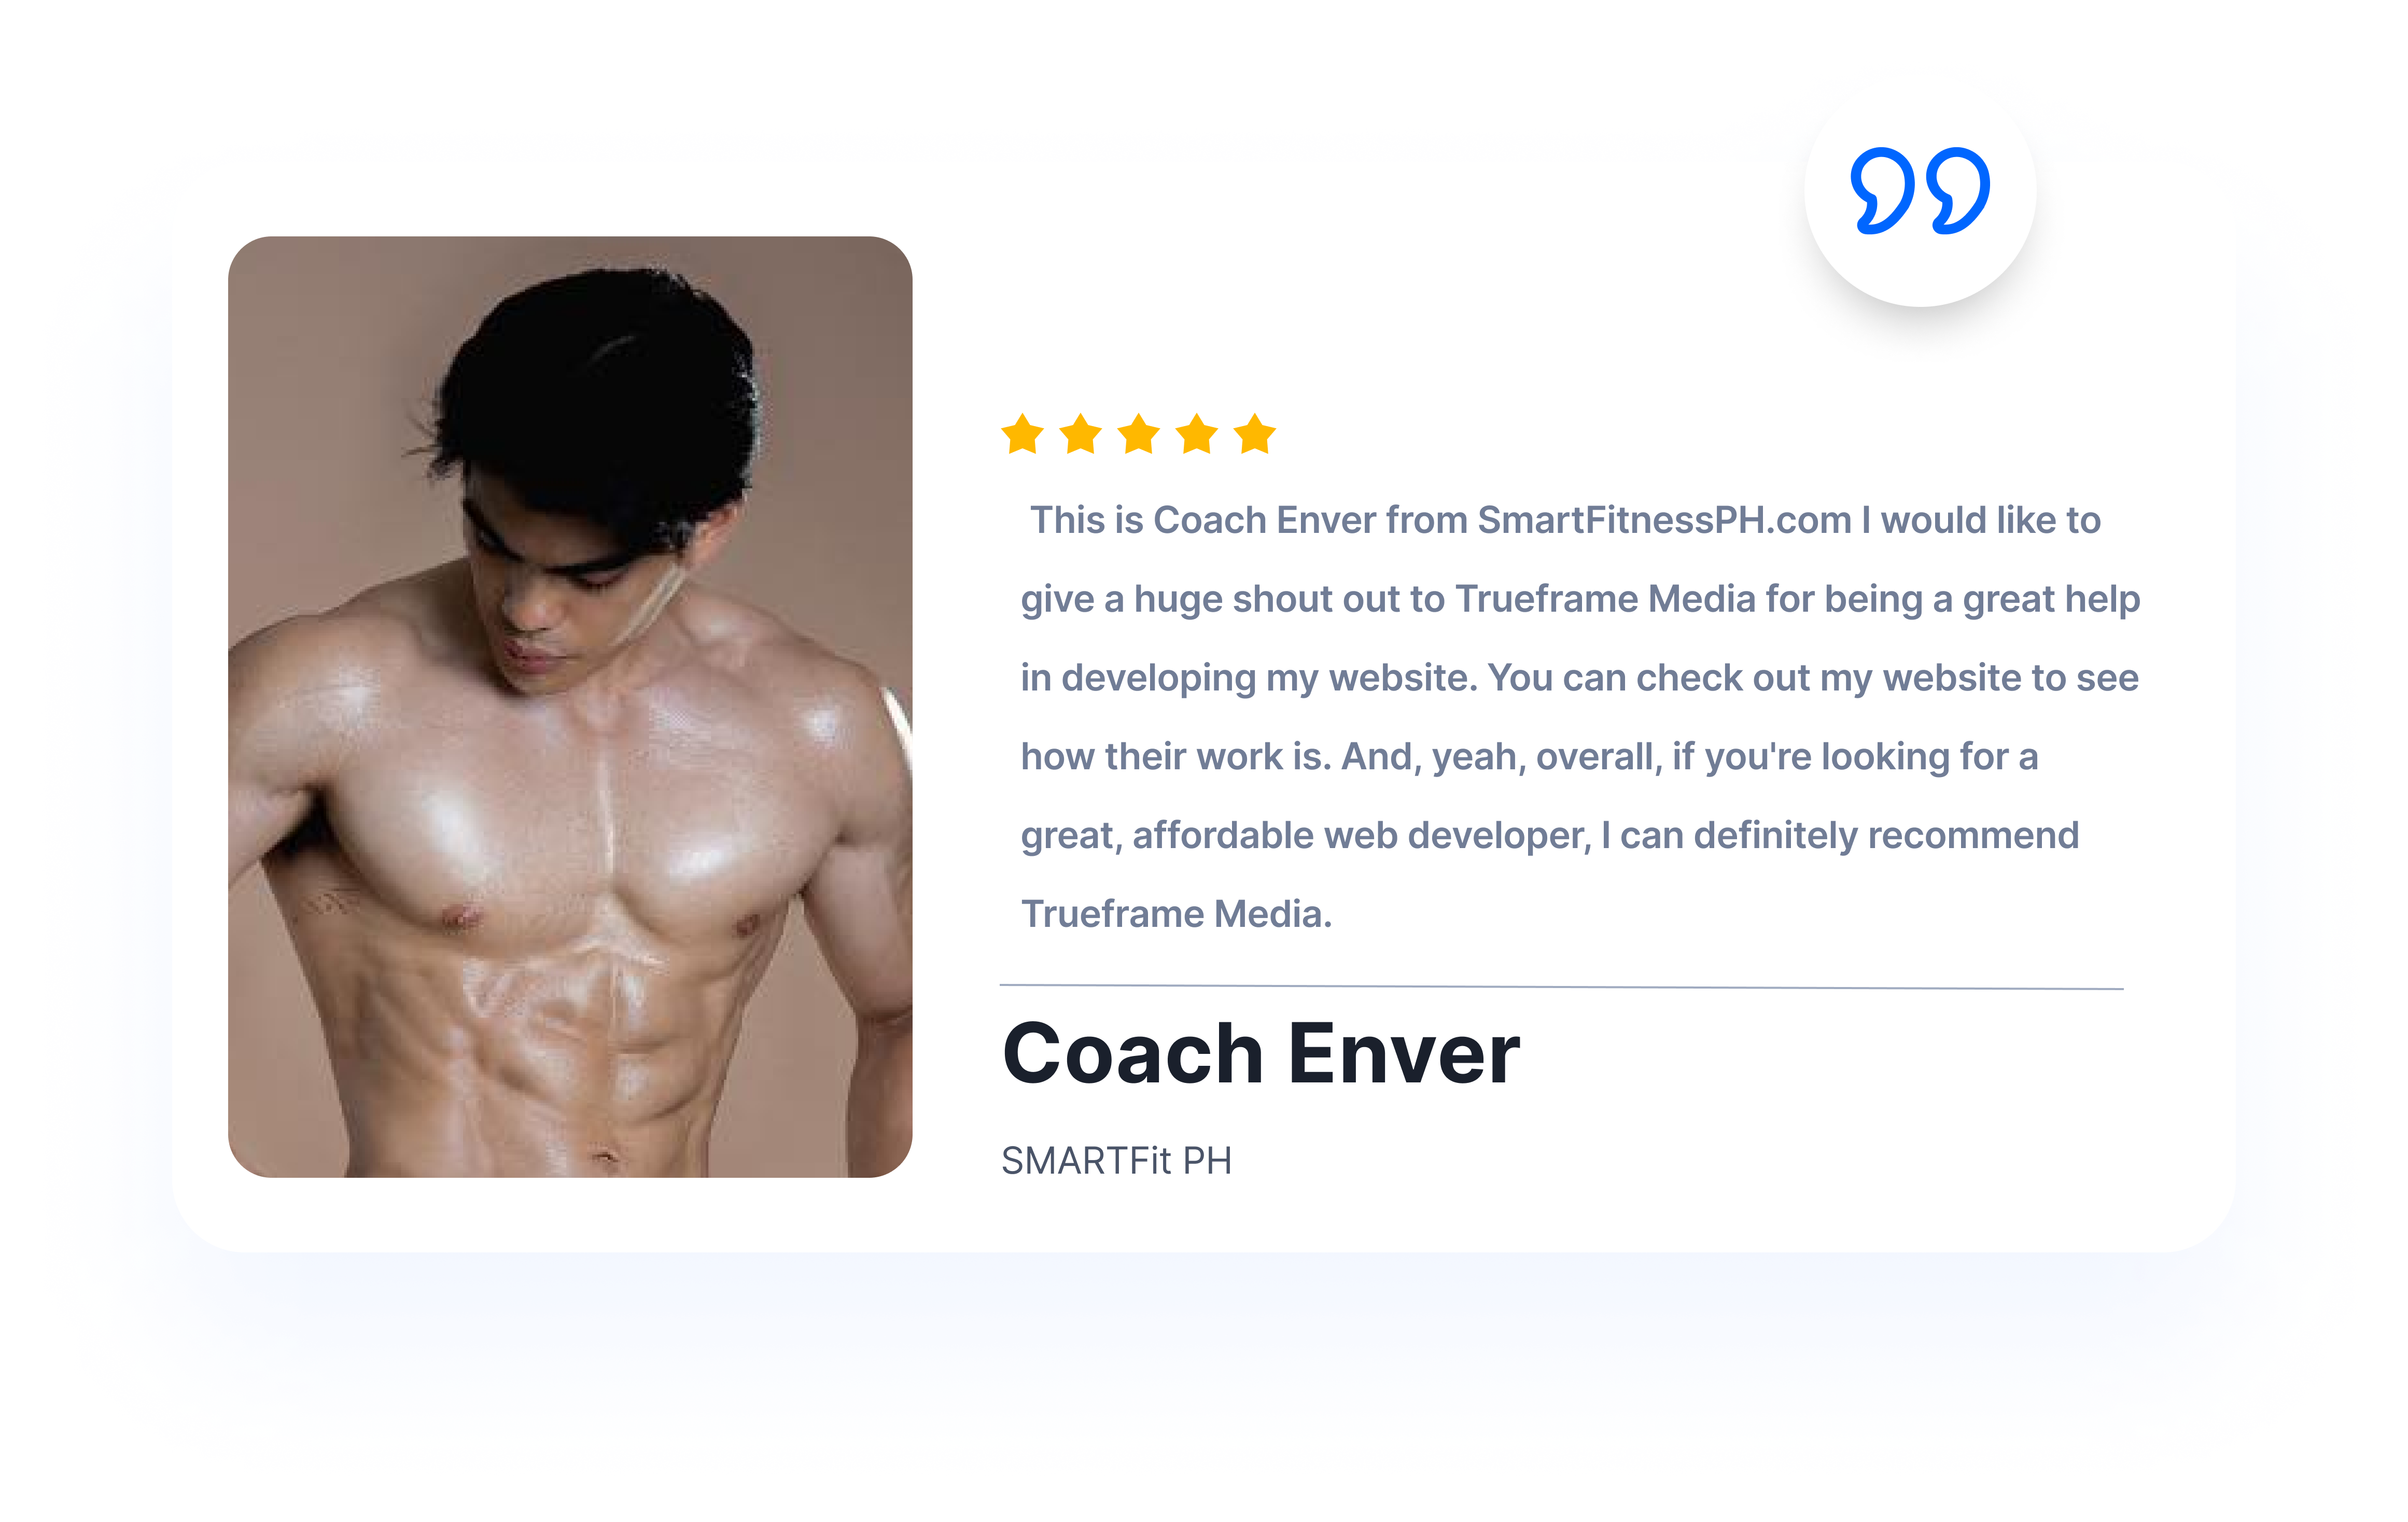 This is Coach Enver from SmartFitnessPH.com I would like to
give a huge shout out to Trueframe Media for being a great help
in developing my website. You can check out my website to see
how their work is. And, yeah, overall, if you're looking for a
great, affordable web developer, I can definitely recommend
Trueframe Media.
Coach Enver
SMARTFit PH